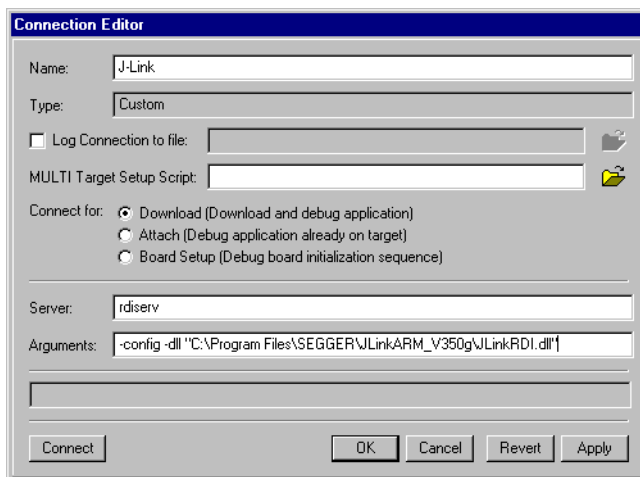 Connection Editor
Name: J-Link
Type: Custom
Log Connection to file:
MULTI Target Setup Script:
Connect for: Download (Download and debug application)
Attach (Debug application already on target)
Board Setup (Debug board initialization sequence)
Server: rdiserv
Arguments: -config -dll "C:\Program Files\SEGGER\JLinkARM_V350g\JLinkRDI.dll"
Connect OK Cancel Revert Apply